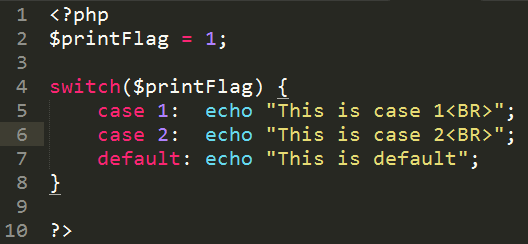 1 <?php
2 $printFlag = 1;
3
4 switch($printFlag) {
5     case 1:  echo "This is case 1<BR>";
6     case 2:  echo "This is case 2<BR>";
7     default: echo "This is default";
8 }
9
10 ?>